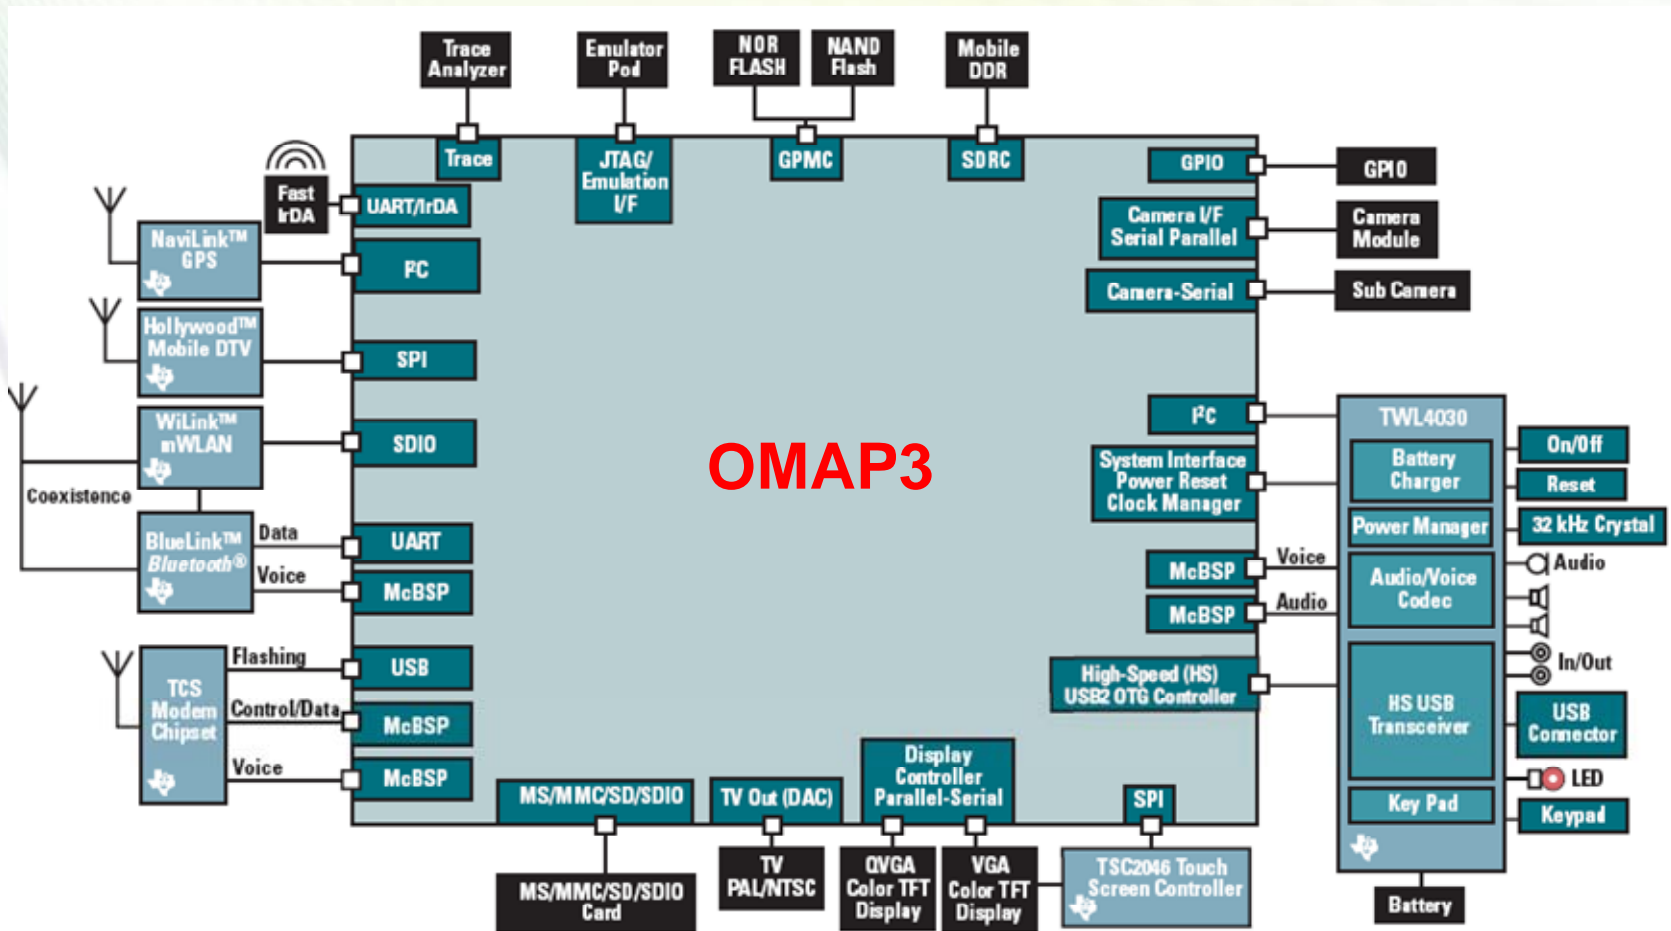 Trace
Analyzer
Emulator
Pod
NOR
FLASH
NAND
Flash
Mobile
DDR
Trace
JTAG/
Emulation
I/F
GPMC
SDRC
GPIO
GPIO
Fast
IrDA
UART/IrDA
Camera I/F
Serial Parallel
Camera
Module
NaviLink™
GPS
I²C
Camera-Serial
Sub Camera
Hollywood™
Mobile DTV
SPI
WiLink™
mWLAN
SDIO
Coexistence
BlueLink™
Bluetooth®
Data
UART
Voice
McBSP
TCS
Modem
Chipset
Flashing
USB
Control/Data
McBSP
Voice
McBSP
OMAP3
I²C
System Interface
Power Reset
Clock Manager
McBSP
Voice
McBSP
Audio
High-Speed (HS)
USB2 OTG Controller
TWL4030
Battery
Charger
Power Manager
Audio/Voice
Codec
HS USB
Transceiver
Key Pad
On/Off
Reset
32 kHz Crystal
Audio
In/Out
USB
Connector
LED
Keypad
Battery
MS/MMC/SD/SDIO
TV Out (DAC)
Display
Controller
Parallel-Serial
SPI
MS/MMC/SD/SDIO
Card
TV
PAL/NTSC
QVGA
Color TFT
Display
VGA
Color TFT
Display
TSC2046 Touch
Screen Controller